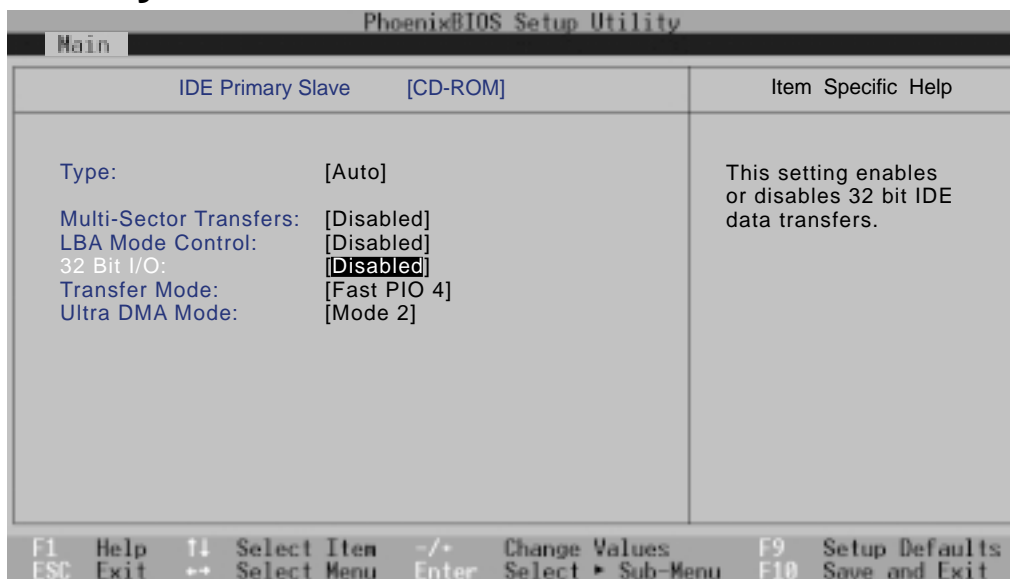 PhoenixBIOS Setup Utility
Main
IDE Primary Slave [CD-ROM]
Item Specific Help
Type: [Auto]
Multi-Sector Transfers: [Disabled]
LBA Mode Control: [Disabled]
32 Bit I/O: [Disabled]
Transfer Mode: [Fast PIO 4]
Ultra DMA Mode: [Mode 2]
This setting enables
or disables 32 bit IDE
data transfers.
F1 Help ↑↓ Select Item -/+ Change Values F9 Setup Defaults
ESC Exit ←→ Select Menu Enter Select ► Sub-Menu F10 Save and Exit